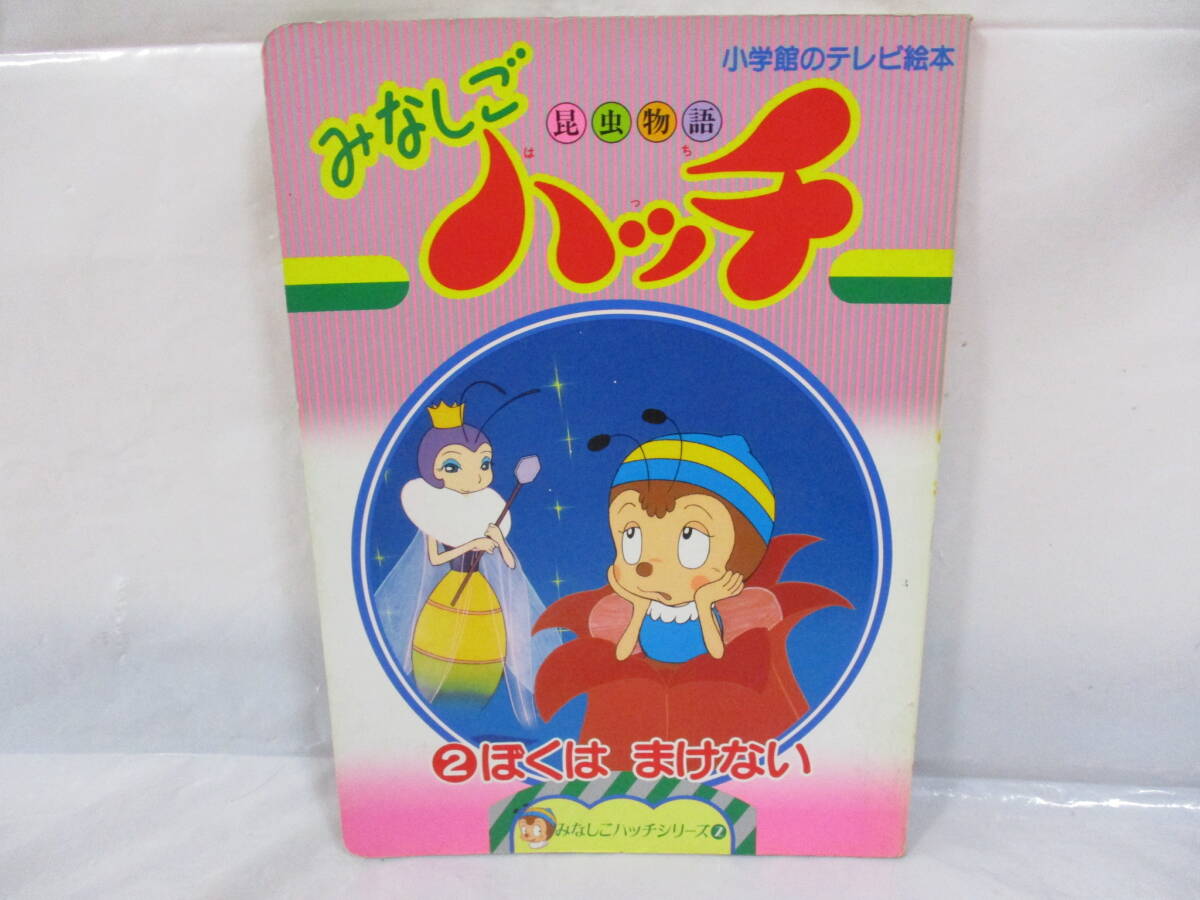 小学館のテレビ絵本
昆虫物語
みなしご
ハッチ
はっち
②ぼくは まけない
みなしごハッチシリーズ②